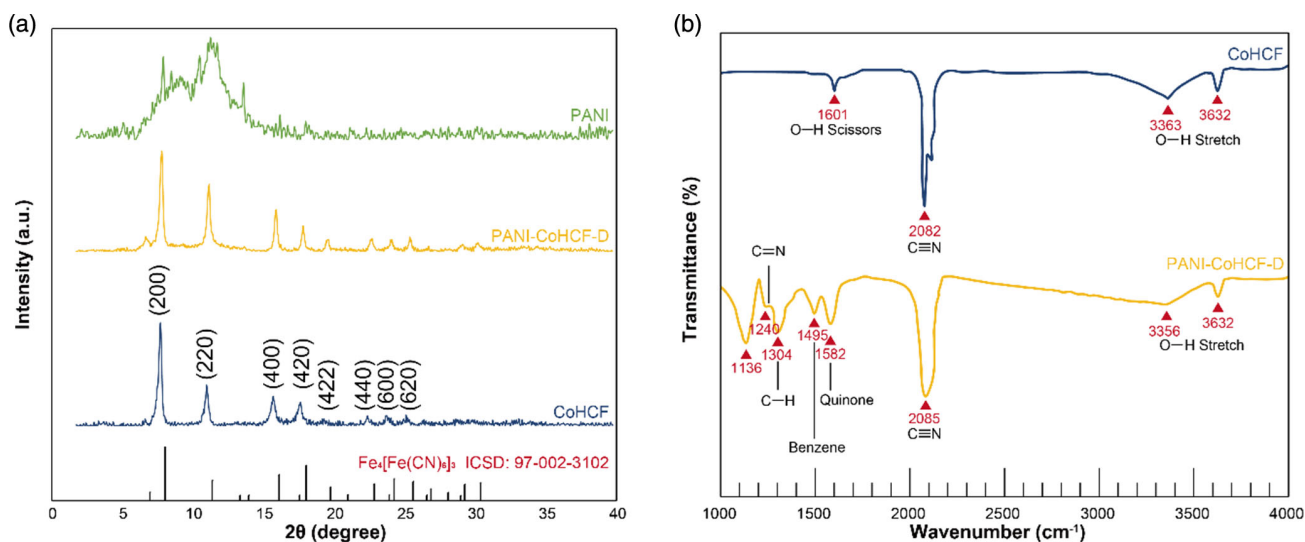 (a)
PANI
PANI-CoHCF-D
(200)
(220)
(400)
(420)
(422)
(440)
(600)
(620)
CoHCF
Fe₄[Fe(CN)₆]₃ ICSD: 97-002-3102
0 5 10 15 20 25 30 35 40
2θ (degree)
Intensity (a.u.)
(b)
CoHCF
1601
O-H Scissors
3363
3632
O-H Stretch
2082
C≡N
PANI-CoHCF-D
C=N
1240
1495
1136
1304
1582
C-H
Quinone
Benzene
2085
C≡N
3356
3632
O-H Stretch
1000 1500 2000 2500 3000 3500 4000
Wavenumber (cm⁻¹)
Transmittance (%)